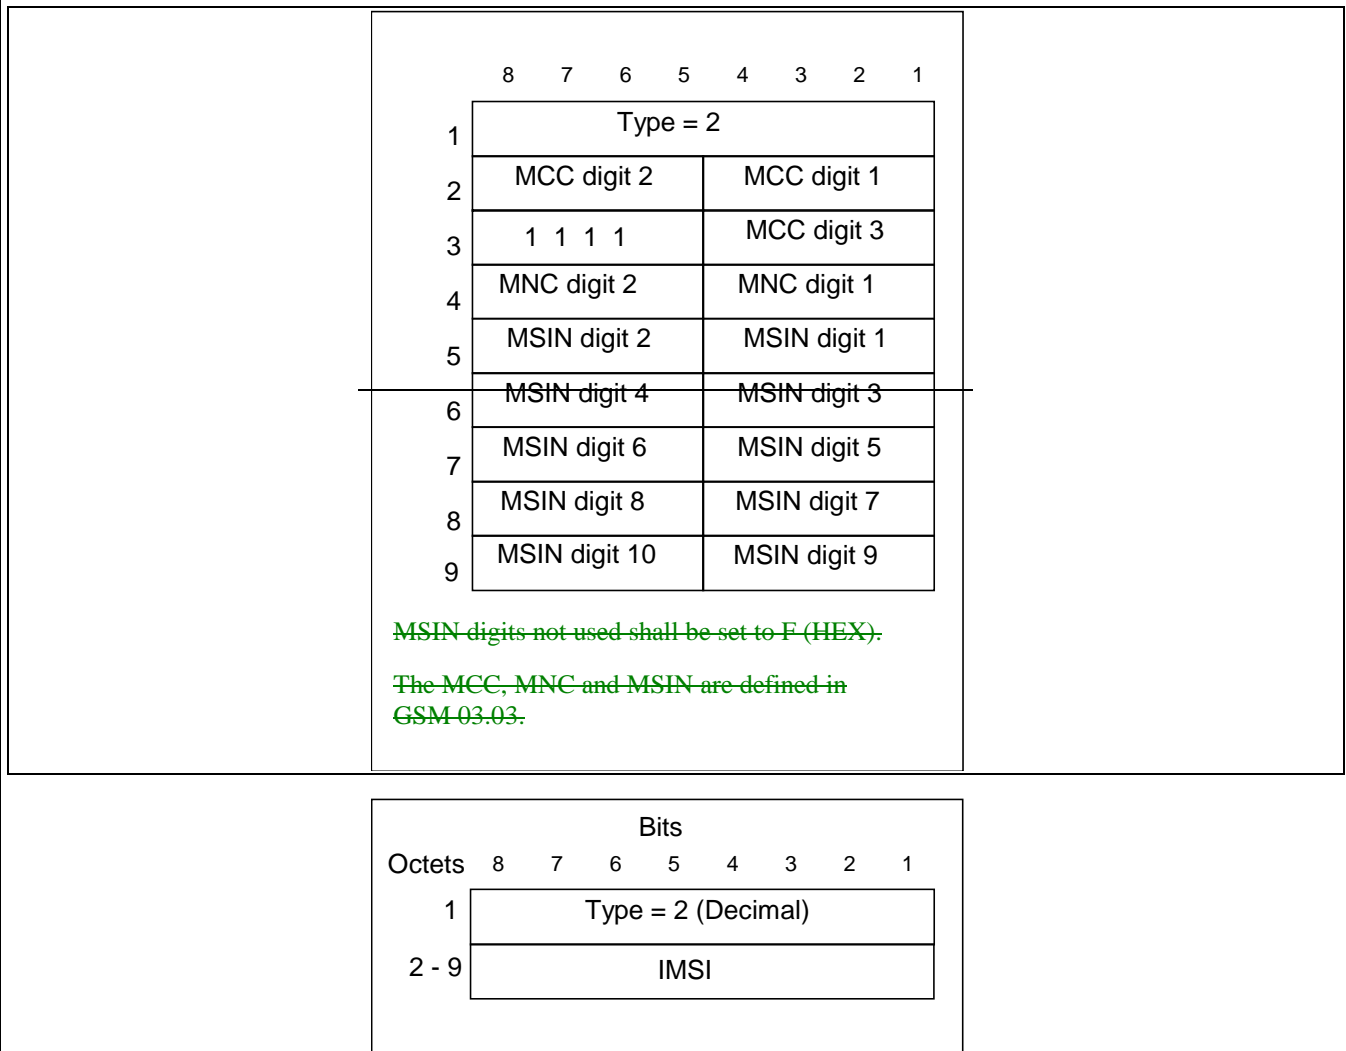 8 7 6 5 4 3 2 1
1 Type = 2
2 MCC digit 2 MCC digit 1
3 1 1 1 1 MCC digit 3
4 MNC digit 2 MNC digit 1
5 MSIN digit 2 MSIN digit 1
6 MSIN digit 4 MSIN digit 3
7 MSIN digit 6 MSIN digit 5
8 MSIN digit 8 MSIN digit 7
9 MSIN digit 10 MSIN digit 9
MSIN digits not used shall be set to F (HEX).
The MCC, MNC and MSIN are defined in
GSM 03.03.
Bits
Octets 8 7 6 5 4 3 2 1
1 Type = 2 (Decimal)
2 - 9 IMSI